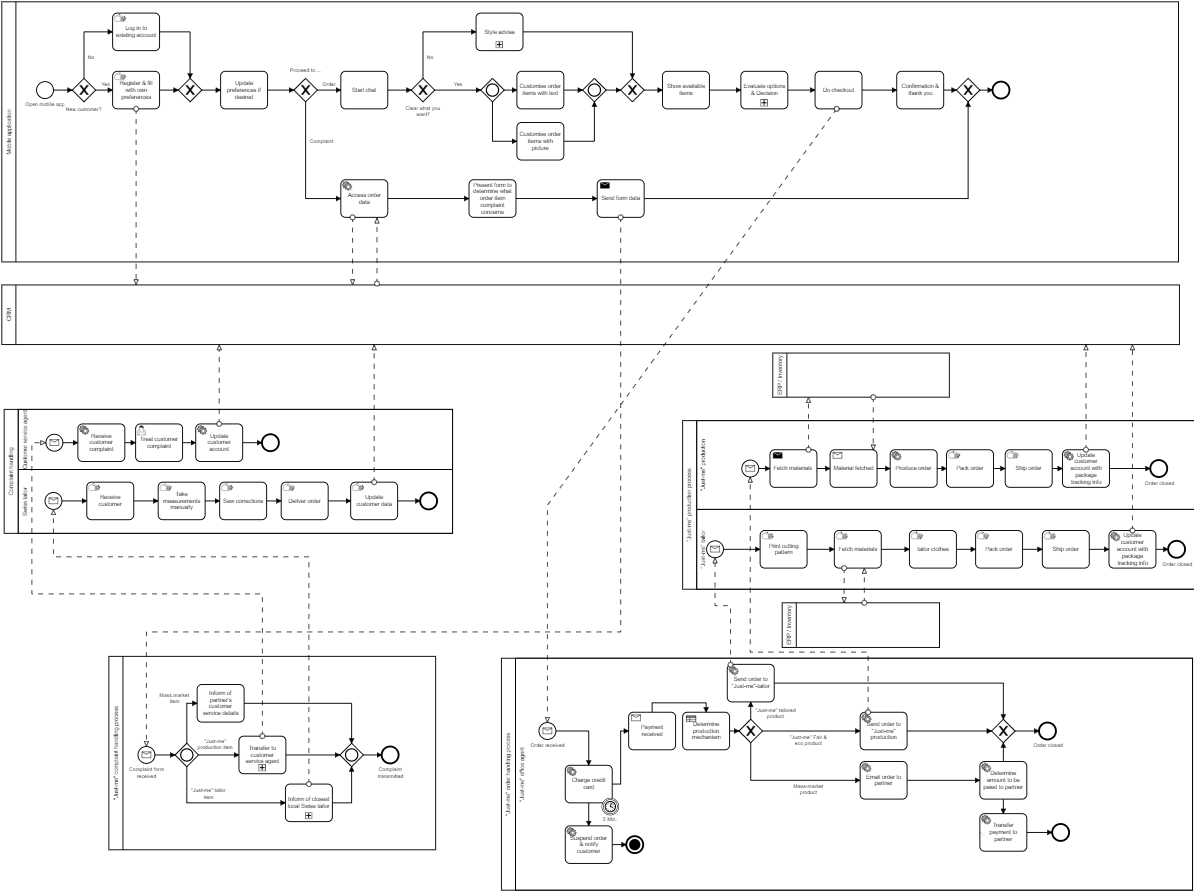 Mobile application
Open mobile app
New customer?
No
Yes
Log in to
existing account
Register & fill
with own
preferences
Update
preferences if
desired
Proceed to ...
Order
Complaint
Start chat
Clear what you
want?
No
Yes
Style advise
Customise order
items with text
Customise order
items with
picture
Show available
items
Evaluate options
& Decision
Do checkout
Confirmation &
thank you
Access order
data
Present form to
determine what
order item
complaint
concerns
Send form data
CRM
ERP / Inventory
Complaint handling
Customer service agent
Receive
customer
complaint
Treat customer
complaint
Update
customer
account
Swiss tailor
Receive
customer
Take
measurements
manually
Sew corrections
Deliver order
Update
customer data
"Just-me" production process
"Just-me" production
Fetch materials
Material fetched
Produce order
Pack order
Ship order
Update
customer
account with
package
tracking info
Order closed
"Just-me" tailor
Print cutting
pattern
Fetch materials
Tailor clothes
Pack order
Ship order
Update
customer
account with
package
tracking info
Order closed
ERP / Inventory
"Just-me" complaint handling process
Complaint form
received
Mass market
item
"Just-me"
production item
"Just-me" tailor
item
Inform of
partner's
customer
service details
Transfer to
customer
service agent
Inform of closest
local Swiss tailor
Complaint
transmitted
"Just-me" order handling process
"Just-me" office agent
Order received
Charge credit
card
5 Min.
Suspend order
& notify
customer
Payment
received
Determine
production
mechanism
Send order to
"Just-me"-tailor
"Just-me" tailored
product
"Just-me" Fair &
eco product
Mass-market
product
Send order to
"Just-me"
production
Email order to
partner
Determine
amount to be
paied to partner
Transfer
payment to
partner
Order closed